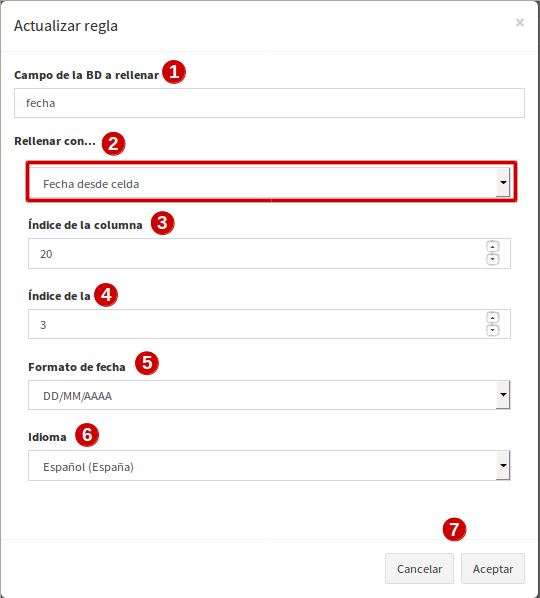 Actualizar regla ×
Campo de la BD a rellenar 1
fecha
Rellenar con... 2
Fecha desde celda
Índice de la columna 3
20
Índice de la 4
3
Formato de fecha 5
DD/MM/AAAA
Idioma 6
Español (España)
7
Cancelar Aceptar